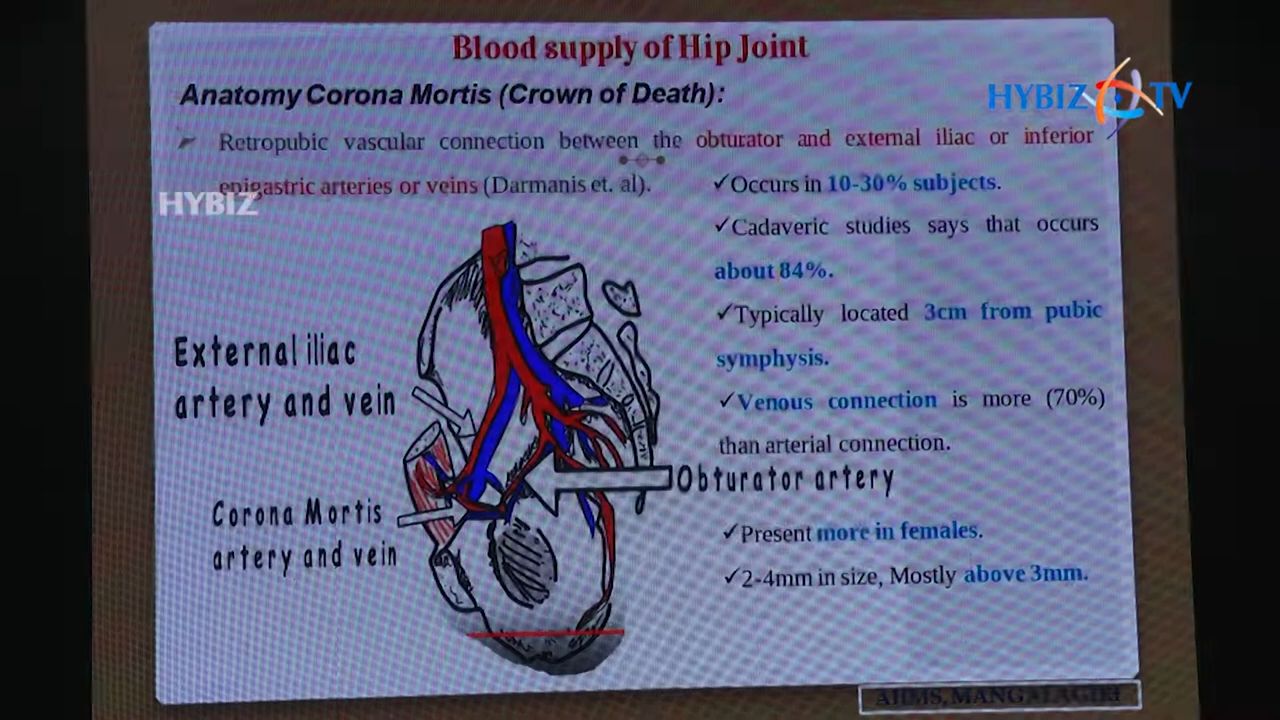 Blood supply of Hip Joint
Anatomy Corona Mortis (Crown of Death):
HYBIZ TV
Retropubic vascular connection between the obturator and external iliac or inferior
epigastric arteries or veins (Darmanis et. al).
HYBIZ
✓Occurs in 10-30% subjects.
✓Cadaveric studies says that occurs
about 84%.
✓Typically located 3cm from pubic
symphysis.
✓Venous connection is more (70%)
than arterial connection.
External iliac
artery and vein
Obturator artery
Corona Mortis
artery and vein
✓Present more in females.
✓2-4mm in size, Mostly above 3mm.
AIIMS, MANGALAGIRI